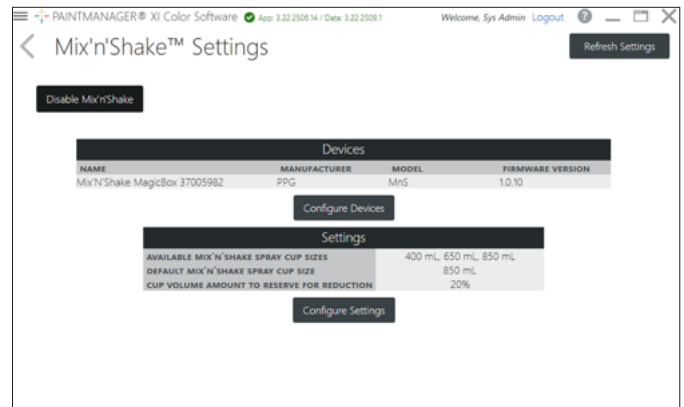 PAINTMANAGER® XI Color Software App: 3.22.2506.14 / Data: 3.22.2509.1 Welcome, Sys Admin Logout ?
Mix'n'Shake™ Settings Refresh Settings
Disable Mix'n'Shake
Devices
NAME MANUFACTURER MODEL FIRMWARE VERSION
Mix'N'Shake MagicBox 37005982 PPG MnS 1.0.10
Configure Devices
Settings
AVAILABLE MIX'N'SHAKE SPRAY CUP SIZES 400 mL, 650 mL, 850 mL
DEFAULT MIX'N'SHAKE SPRAY CUP SIZE 850 mL
CUP VOLUME AMOUNT TO RESERVE FOR REDUCTION 20%
Configure Settings